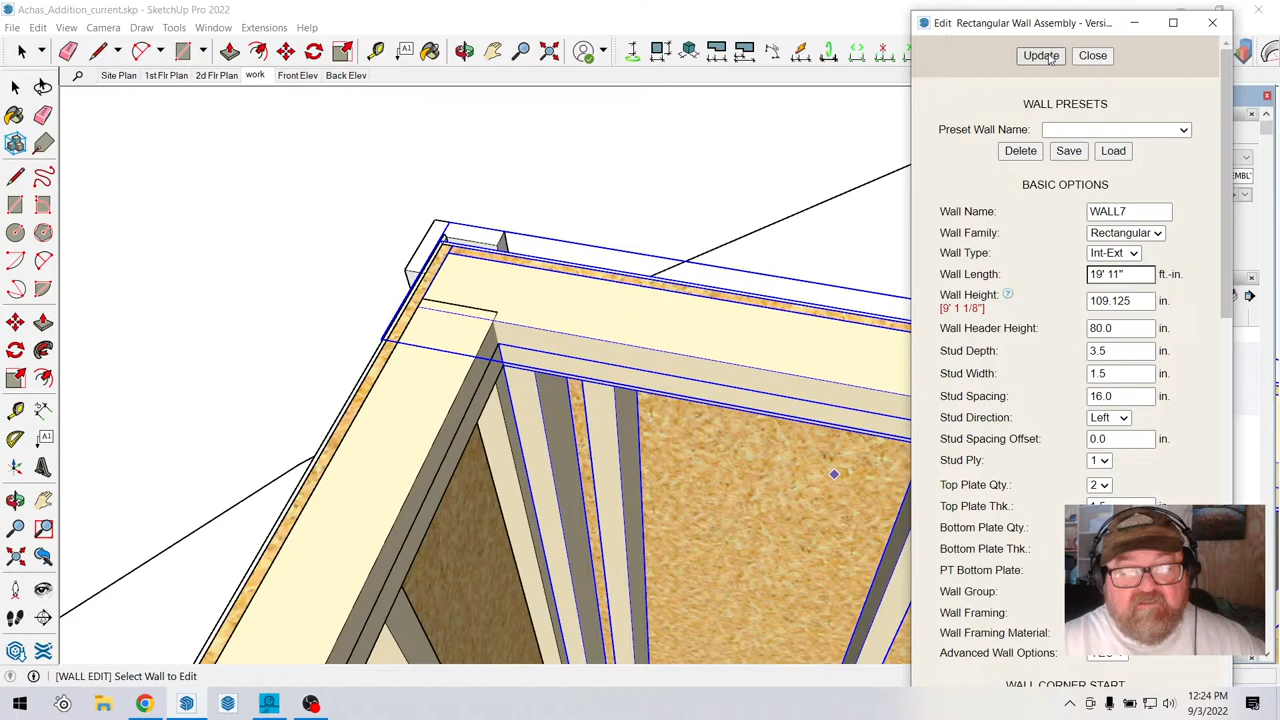 Achas_Addition_current.skp - SketchUp Pro 2022
File Edit View Camera Draw Tools Window Extensions Help
Site Plan 1st Flr Plan 2d Flr Plan work Front Elev Back Elev
Edit Rectangular Wall Assembly - Versi...
Update Close
WALL PRESETS
Preset Wall Name:
Delete Save Load
BASIC OPTIONS
Wall Name: WALL7
Wall Family: Rectangular
Wall Type: Int-Ext
Wall Length: 19' 11" ft.-in.
Wall Height: 109.125 in.
[9' 1 1/8"]
Wall Header Height: 80.0 in.
Stud Depth: 3.5 in.
Stud Width: 1.5 in.
Stud Spacing: 16.0 in.
Stud Direction: Left
Stud Spacing Offset: 0.0 in.
Stud Ply: 1
Top Plate Qty.: 2
Top Plate Thk.:
Bottom Plate Qty.:
Bottom Plate Thk.:
PT Bottom Plate:
Wall Group:
Wall Framing:
Wall Framing Material:
Advanced Wall Options:
[WALL EDIT] Select Wall to Edit
12:24 PM
9/3/2022